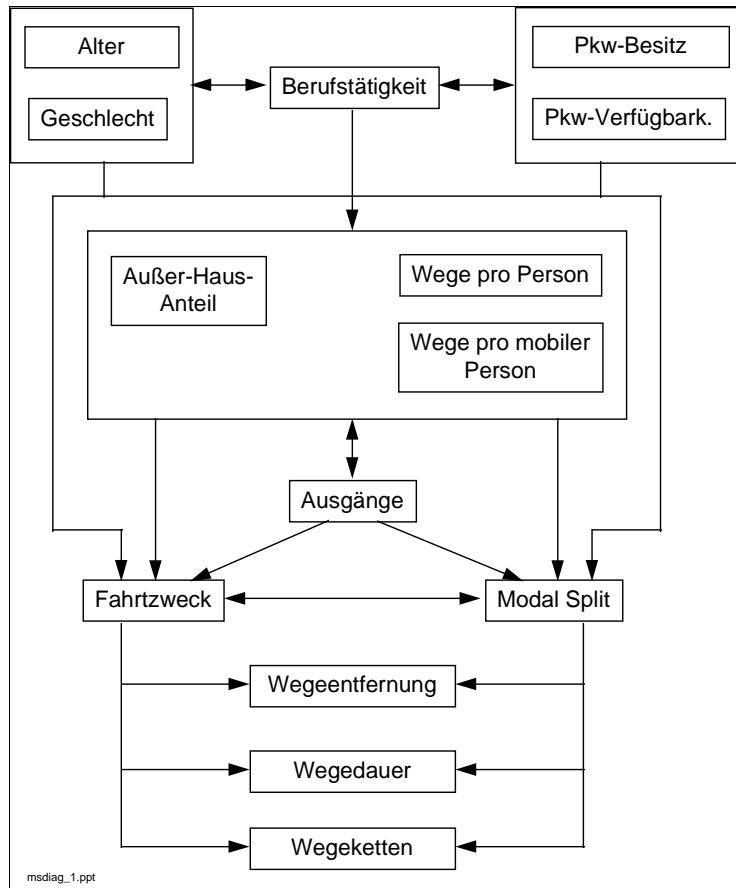 Alter
Geschlecht
Berufstätigkeit
Pkw-Besitz
Pkw-Verfügbark.
Außer-Haus-
Anteil
Wege pro Person
Wege pro mobiler
Person
Ausgänge
Fahrtzweck
Modal Split
Wegeentfernung
Wegedauer
Wegeketten
msdiag_1.ppt